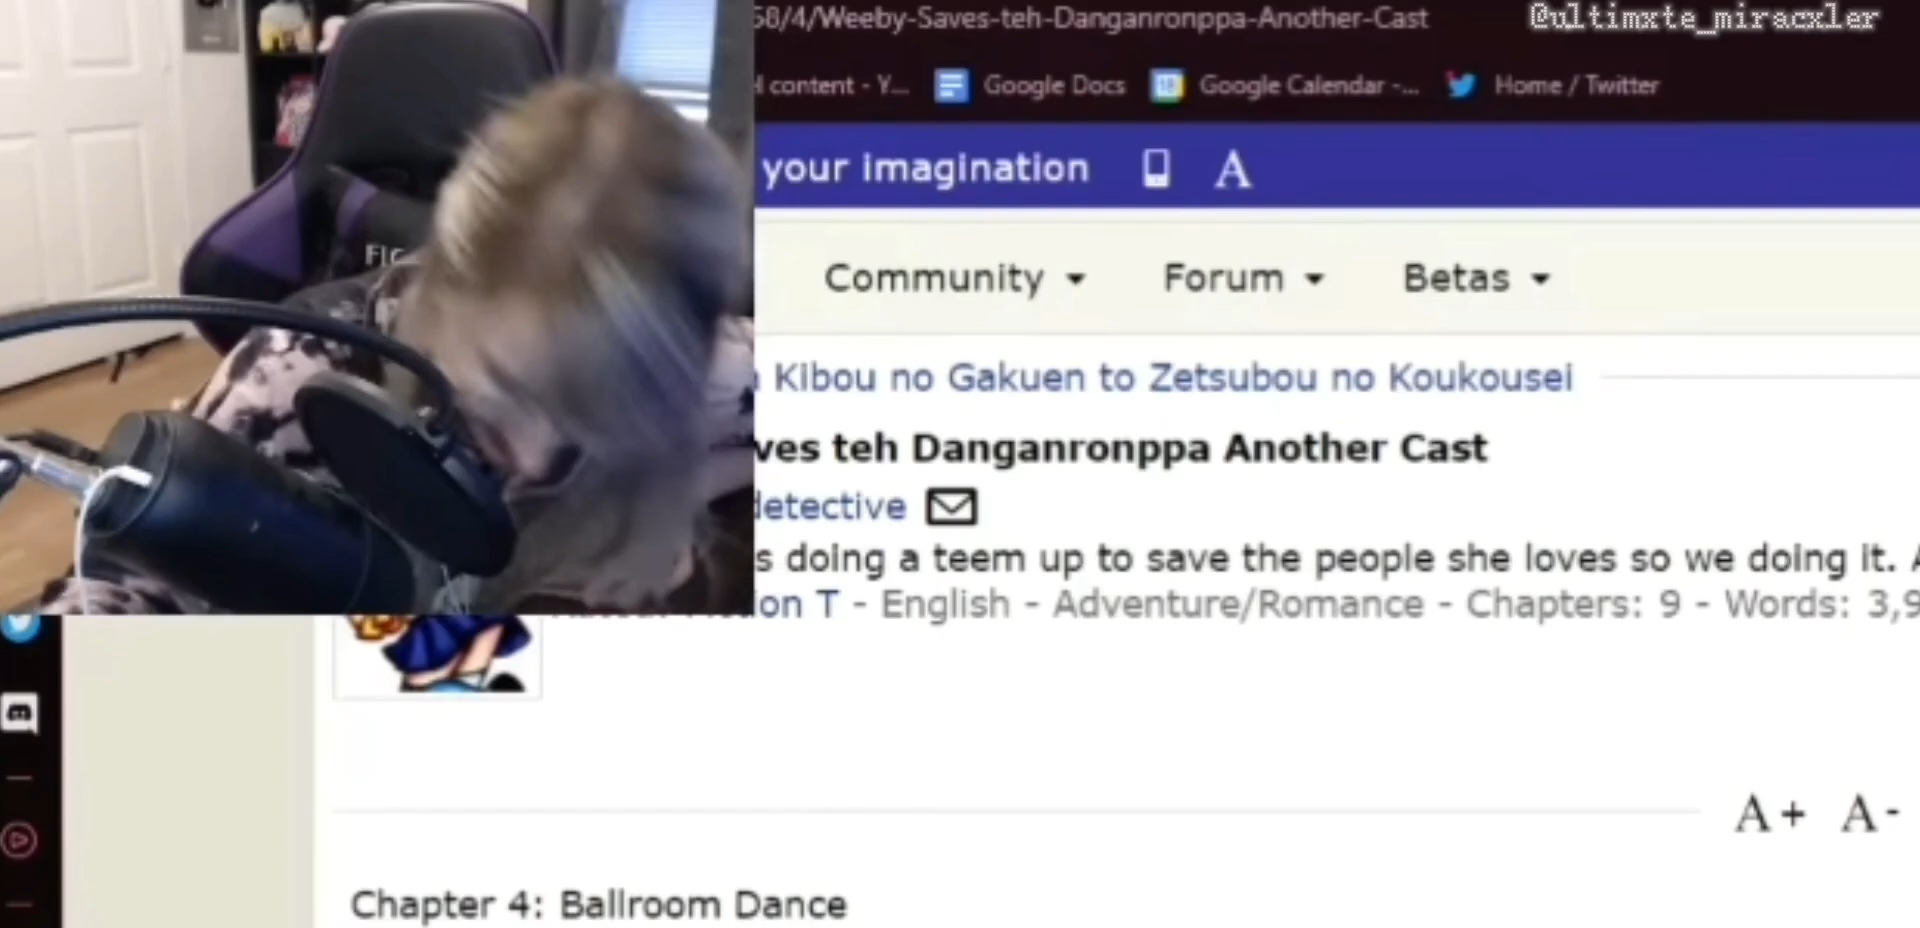 58/4/Weeby-Saves-teh-Danganronppa-Another-Cast
@ultimxte_miracxler
content - Y... Google Docs Google Calendar -... Home / Twitter
your imagination A
Community Forum Betas
Kibou no Gakuen to Zetsubou no Koukousei
ves teh Danganronppa Another Cast
detective
s doing a teem up to save the people she loves so we doing it. A
ion T - English - Adventure/Romance - Chapters: 9 - Words: 3,9
A+ A-
Chapter 4: Ballroom Dance